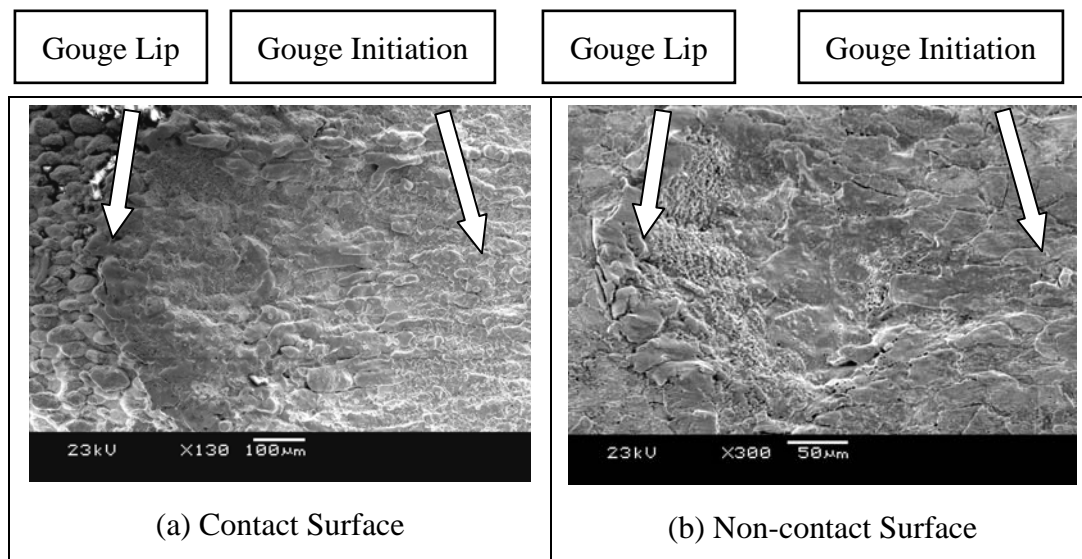 Gouge Lip Gouge Initiation Gouge Lip Gouge Initiation
23kV X130 100μm
23kV X300 50μm
(a) Contact Surface
(b) Non-contact Surface